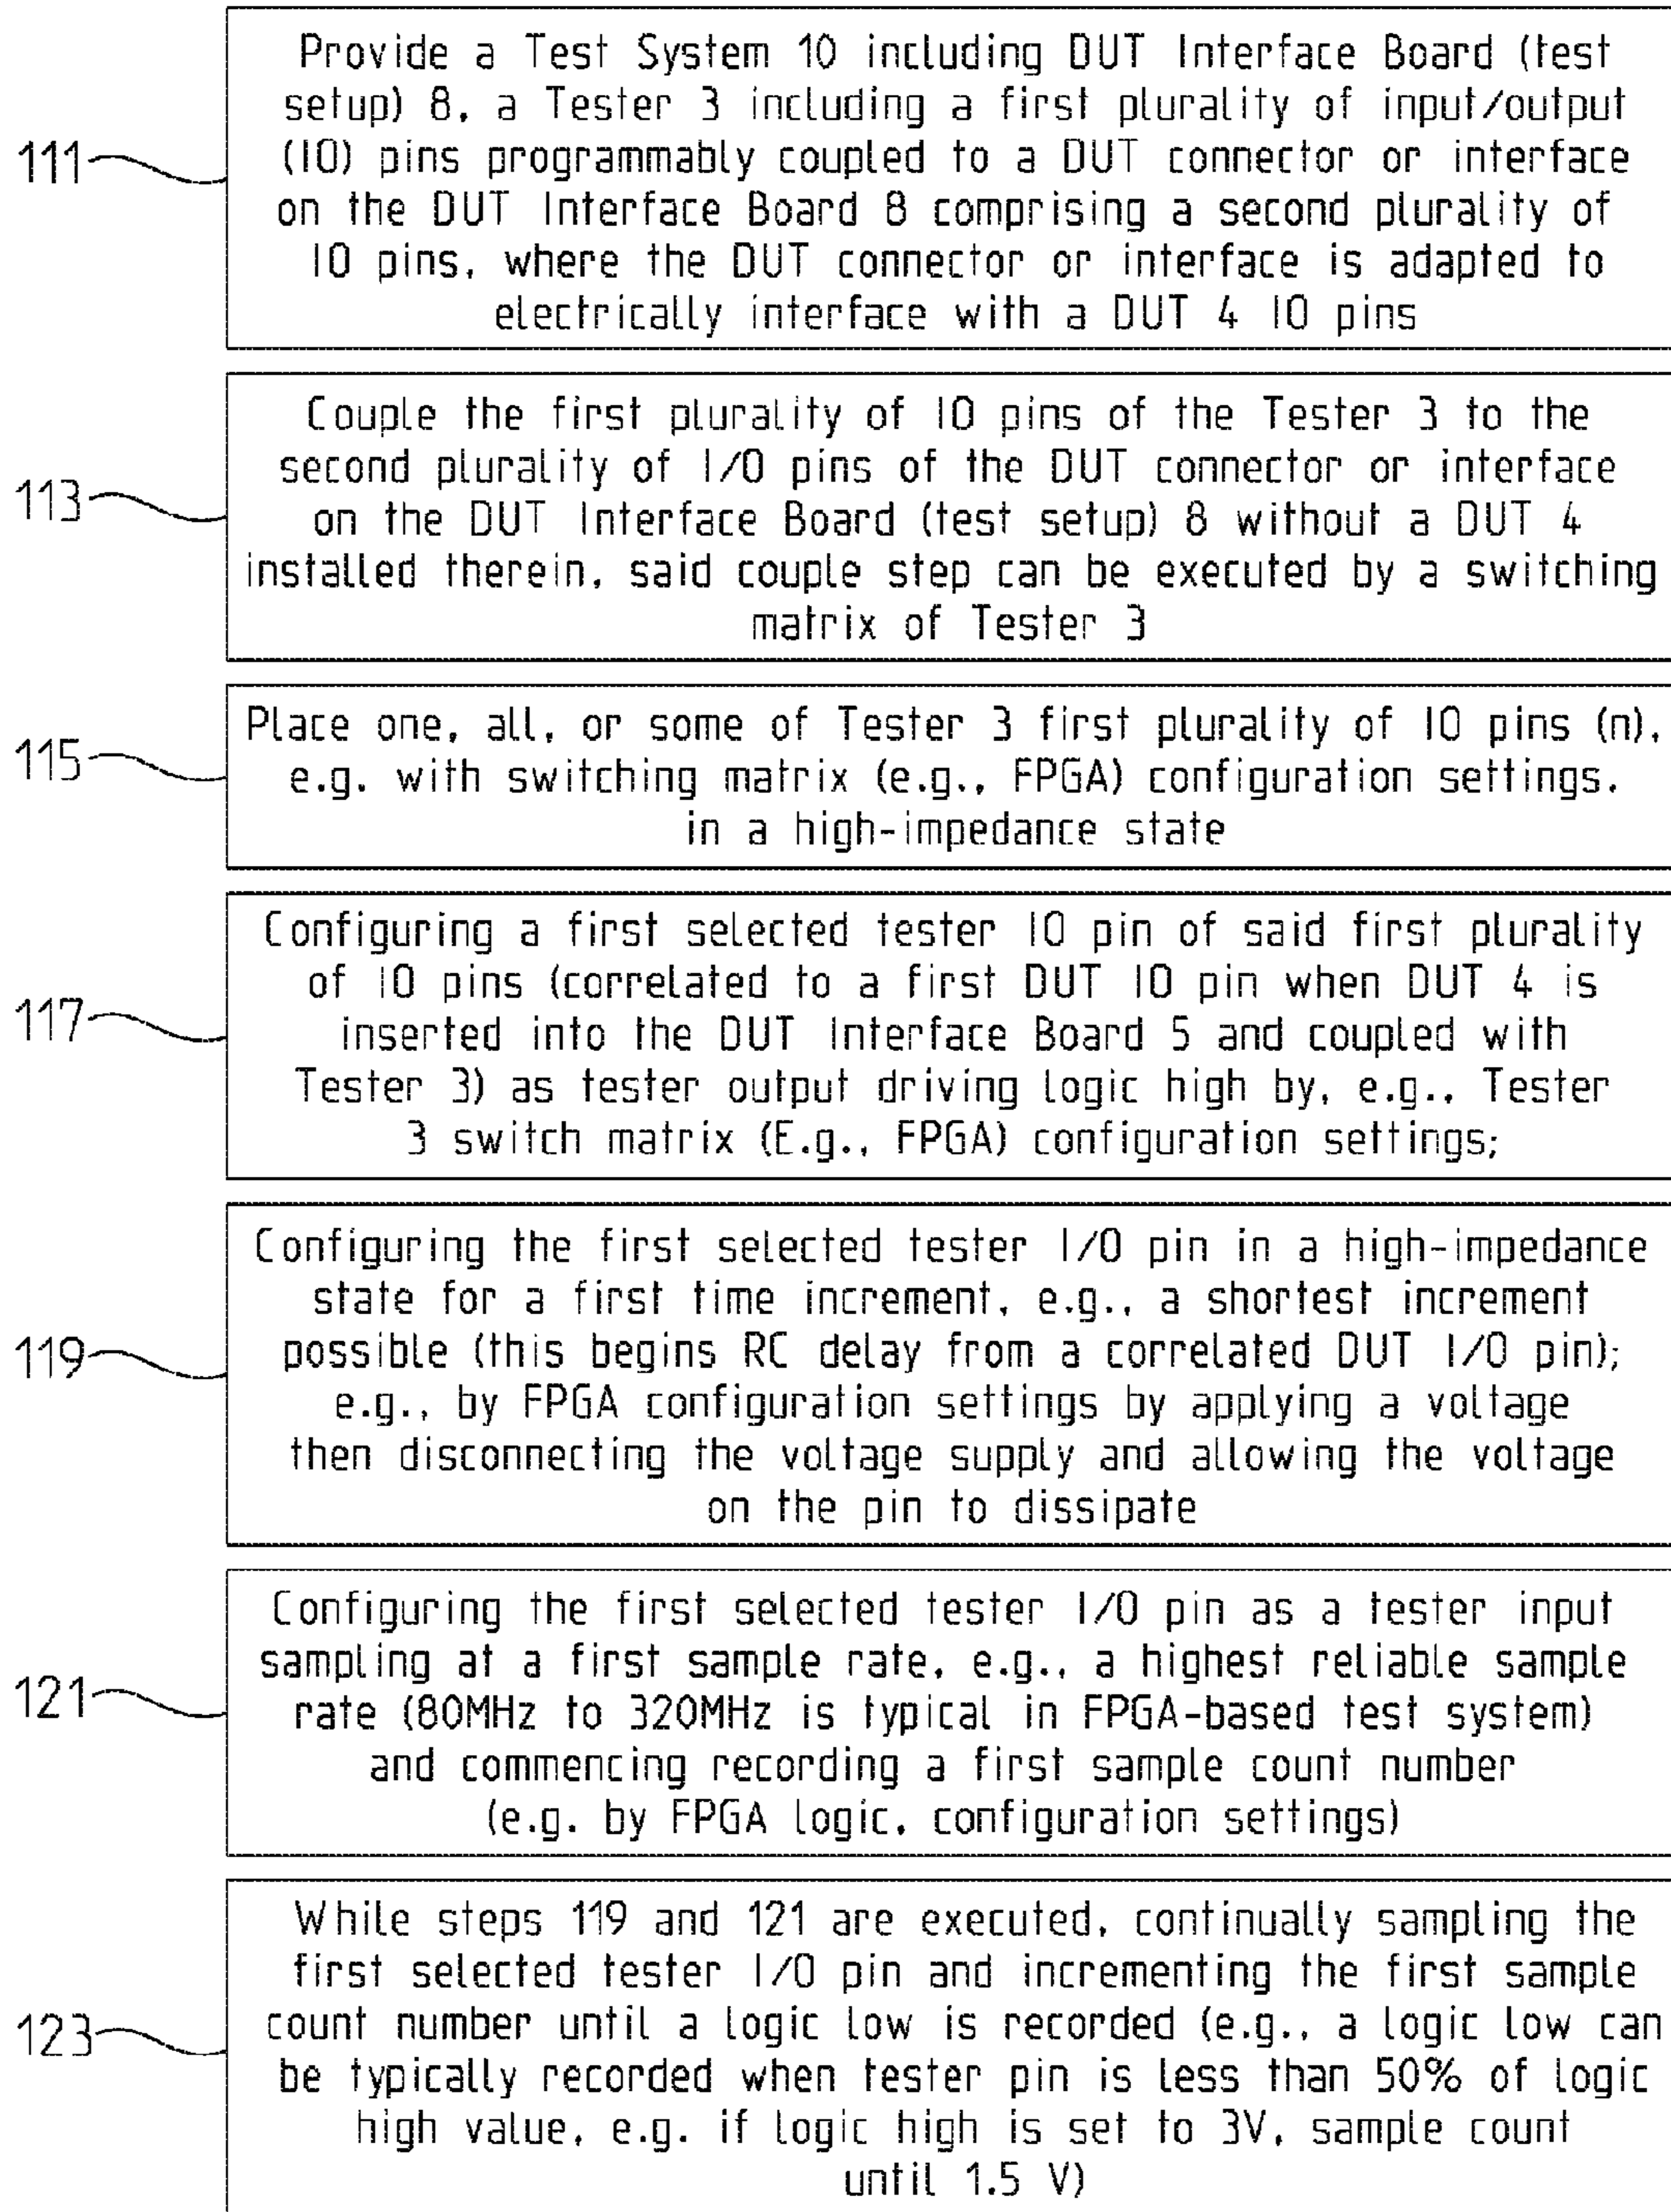 111
Provide a Test System 10 including DUT Interface Board (test
setup) 8, a Tester 3 including a first plurality of input/output
(IO) pins programmably coupled to a DUT connector or interface
on the DUT Interface Board 8 comprising a second plurality of
IO pins, where the DUT connector or interface is adapted to
electrically interface with a DUT 4 IO pins
113
Couple the first plurality of IO pins of the Tester 3 to the
second plurality of I/O pins of the DUT connector or interface
on the DUT Interface Board (test setup) 8 without a DUT 4
installed therein, said couple step can be executed by a switching
matrix of Tester 3
115
Place one, all, or some of Tester 3 first plurality of IO pins (n),
e.g. with switching matrix (e.g., FPGA) configuration settings,
in a high-impedance state
117
Configuring a first selected tester IO pin of said first plurality
of IO pins (correlated to a first DUT IO pin when DUT 4 is
inserted into the DUT Interface Board 5 and coupled with
Tester 3) as tester output driving logic high by, e.g., Tester
3 switch matrix (E.g., FPGA) configuration settings;
119
Configuring the first selected tester I/O pin in a high-impedance
state for a first time increment, e.g., a shortest increment
possible (this begins RC delay from a correlated DUT I/O pin);
e.g., by FPGA configuration settings by applying a voltage
then disconnecting the voltage supply and allowing the voltage
on the pin to dissipate
121
Configuring the first selected tester I/O pin as a tester input
sampling at a first sample rate, e.g., a highest reliable sample
rate (80MHz to 320MHz is typical in FPGA-based test system)
and commencing recording a first sample count number
(e.g. by FPGA logic, configuration settings)
123
While steps 119 and 121 are executed, continually sampling the
first selected tester I/O pin and incrementing the first sample
count number until a logic low is recorded (e.g., a logic low can
be typically recorded when tester pin is less than 50% of logic
high value, e.g. if logic high is set to 3V, sample count
until 1.5 V)